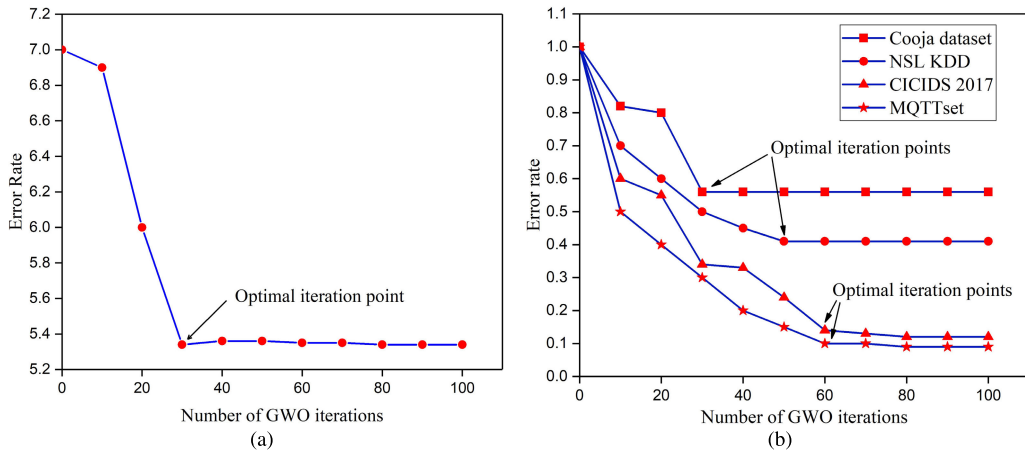 7.2
7.0
6.8
6.6
6.4
6.2
6.0
5.8
5.6
5.4
5.2
Error Rate
Optimal iteration point
0 20 40 60 80 100
Number of GWO iterations
(a)
1.1
1.0
0.9
0.8
0.7
0.6
0.5
0.4
0.3
0.2
0.1
0.0
Error rate
Cooja dataset
NSL KDD
CICIDS 2017
MQTTset
Optimal iteration points
Optimal iteration points
0 20 40 60 80 100
Number of GWO iterations
(b)